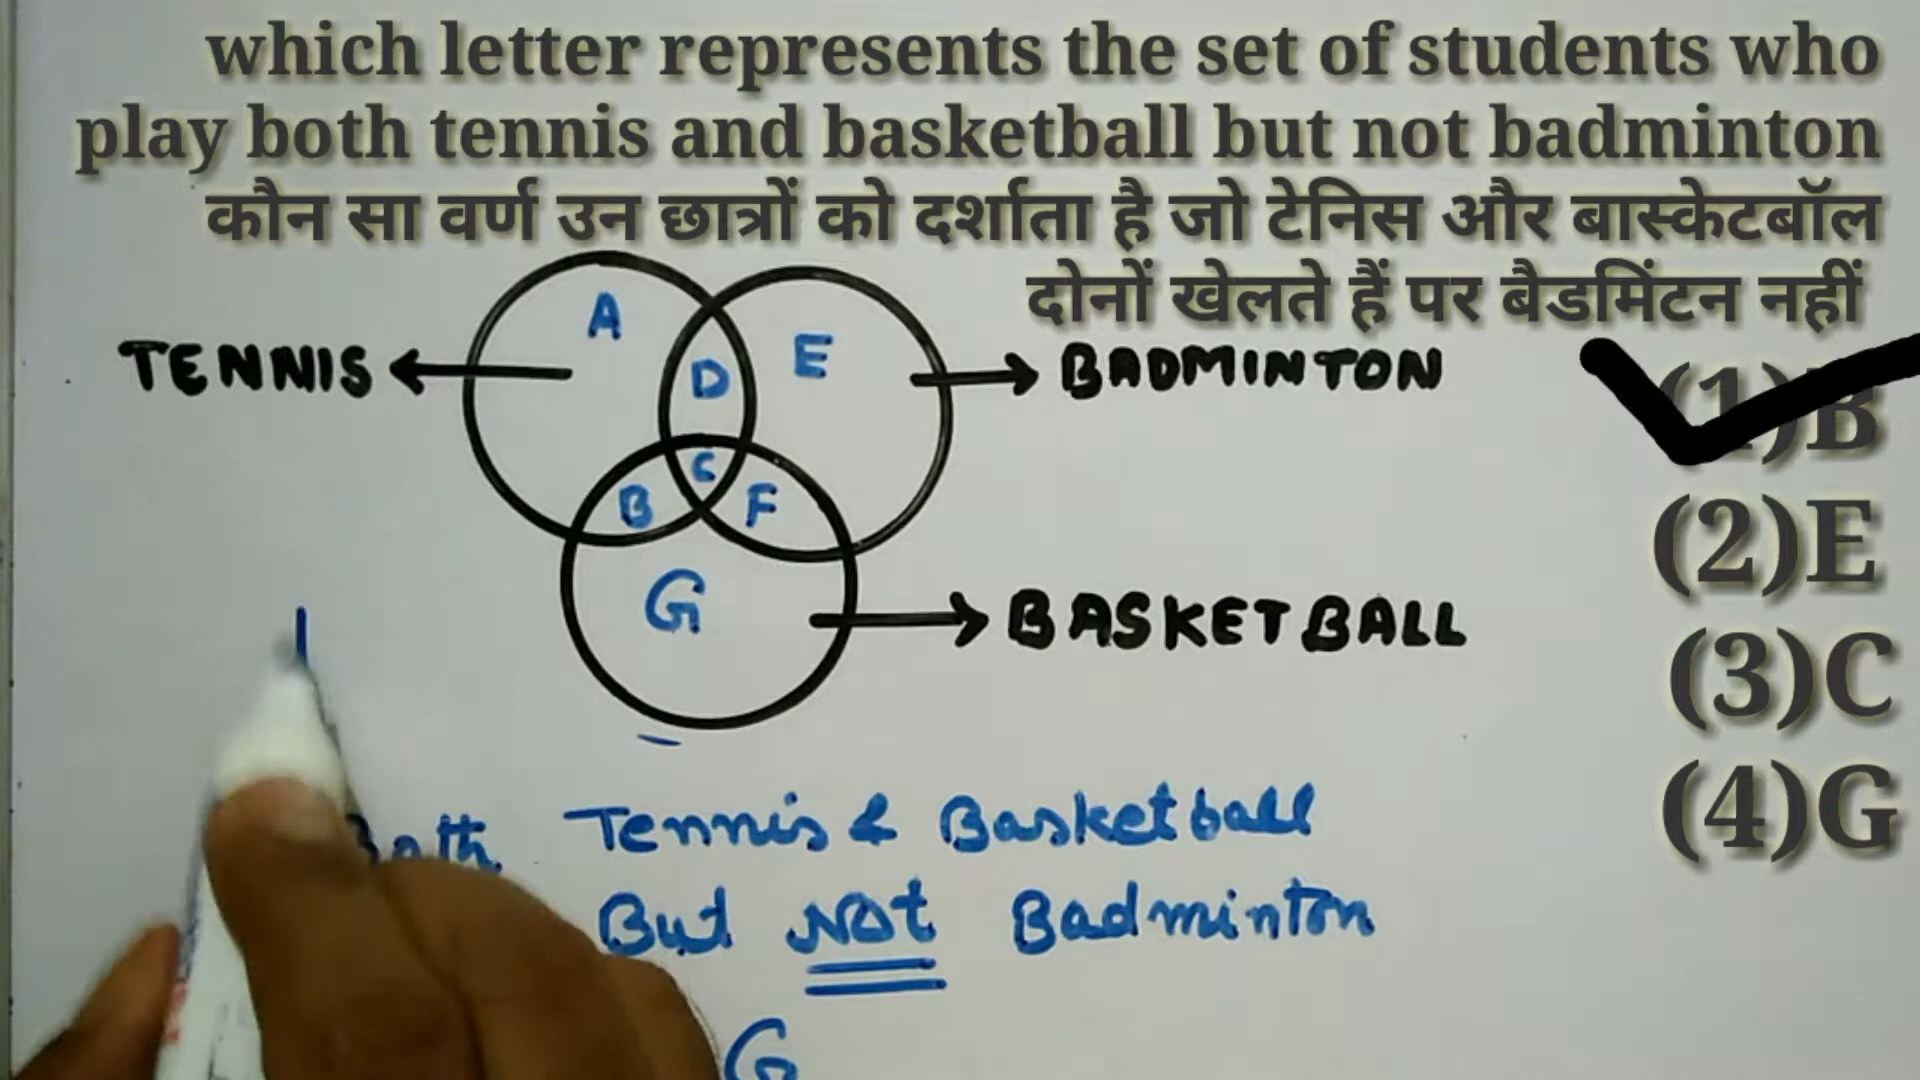 which letter represents the set of students who
play both tennis and basketball but not badminton
कौन सा वर्ण उन छात्रों को दर्शाता है जो टेनिस और बास्केटबॉल
दोनों खेलते हैं पर बैडमिंटन नहीं
A
E
TENNIS
D
BADMINTON
(1)B
C
B
F
(2)E
G
BASKETBALL
(3)C
Both Tennis & Basketball
(4)G
But NOt Badminton
G